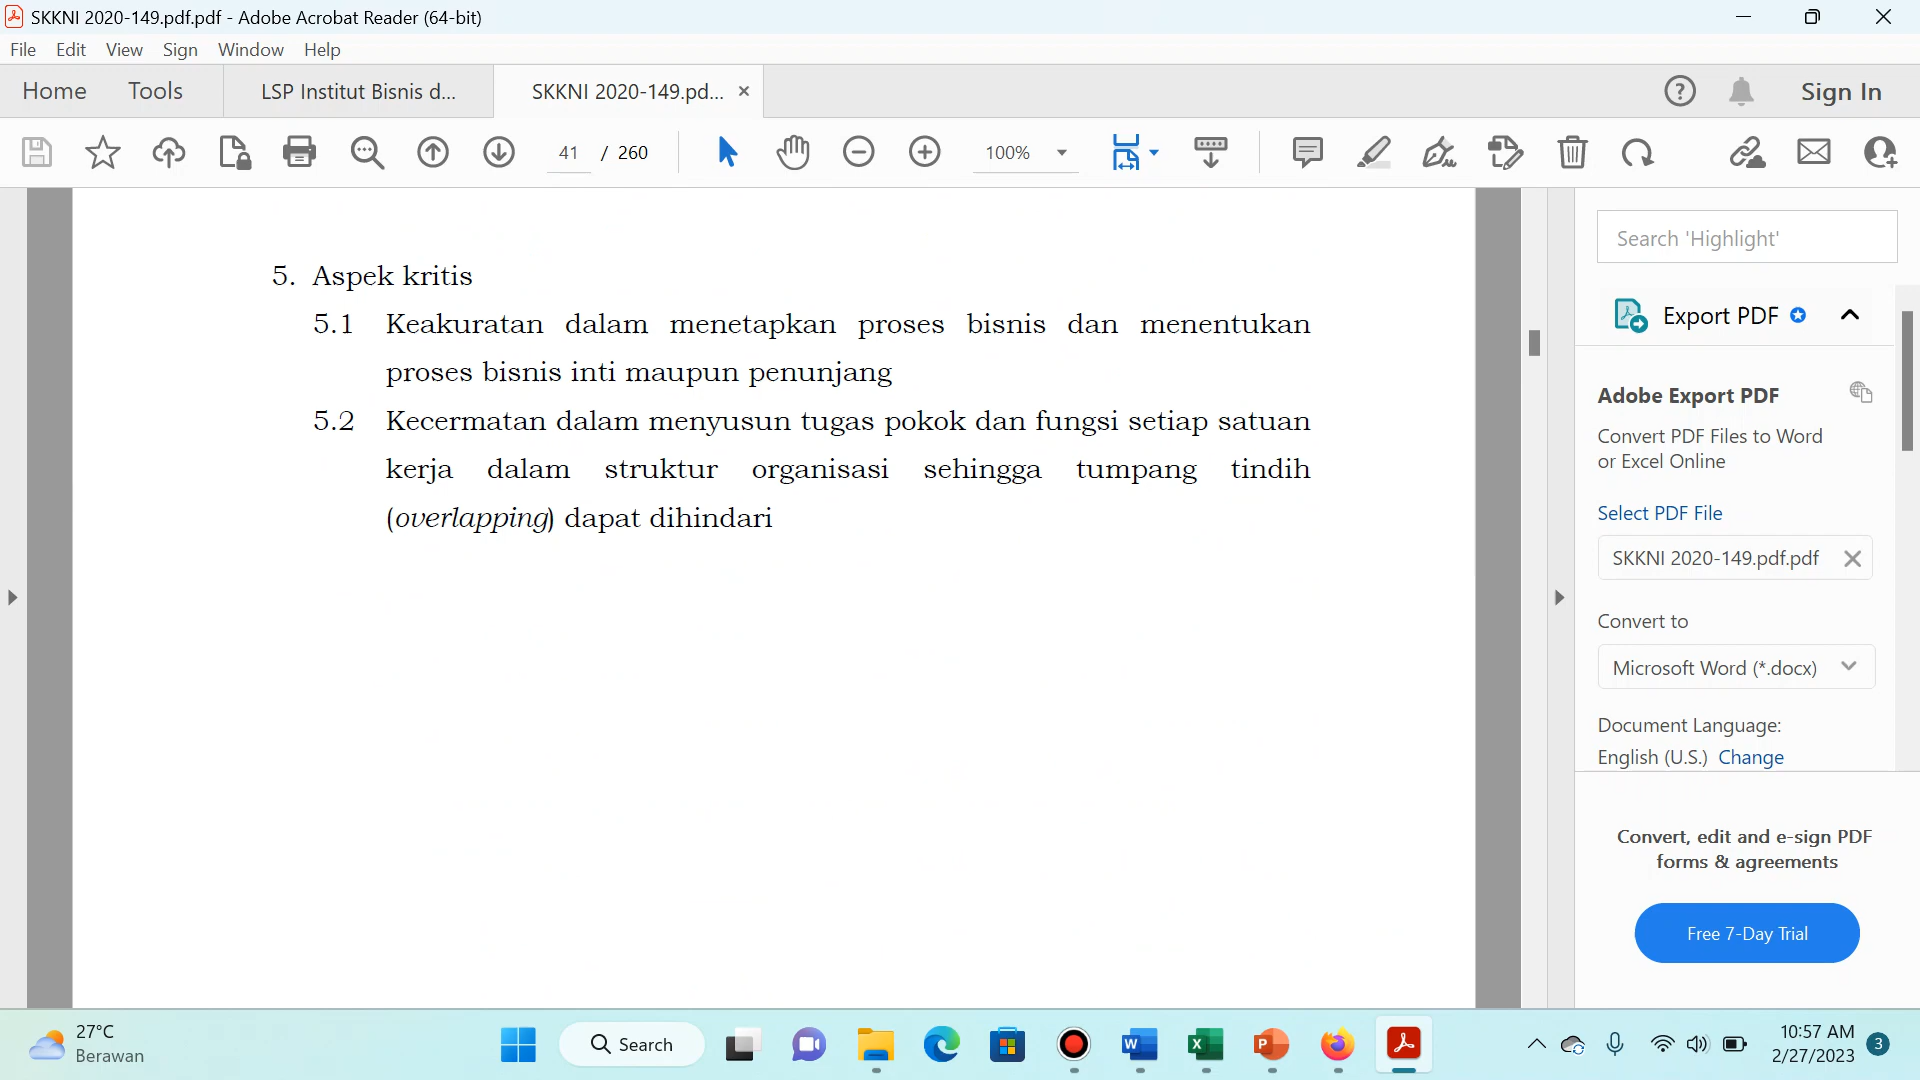 SKKNI 2020-149.pdf.pdf - Adobe Acrobat Reader (64-bit)
File Edit View Sign Window Help
Home Tools LSP Institut Bisnis d... SKKNI 2020-149.pd... × Sign In
41 / 260 100%
5. Aspek kritis
5.1 Keakuratan dalam menetapkan proses bisnis dan menentukan
proses bisnis inti maupun penunjang
5.2 Kecermatan dalam menyusun tugas pokok dan fungsi setiap satuan
kerja dalam struktur organisasi sehingga tumpang tindih
(overlapping) dapat dihindari
Search 'Highlight'
Export PDF
Adobe Export PDF
Convert PDF Files to Word
or Excel Online
Select PDF File
SKKNI 2020-149.pdf.pdf
Convert to
Microsoft Word (*.docx)
Document Language:
English (U.S.) Change
Convert, edit and e-sign PDF
forms & agreements
Free 7-Day Trial
27°C
Berawan
Search
10:57 AM
2/27/2023
3